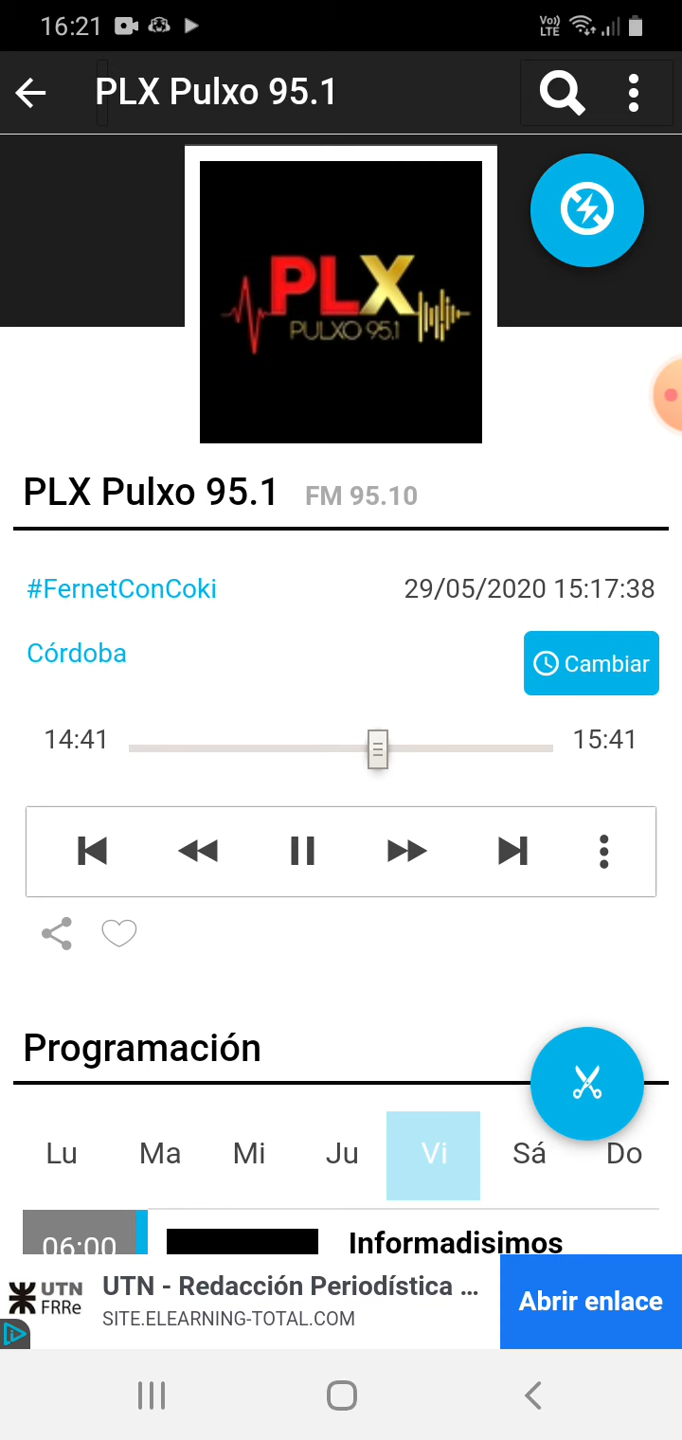 16:21
Vo)) LTE
PLX Pulxo 95.1
PLX
PULXO 95.1
PLX Pulxo 95.1 FM 95.10
#FernetConCoki 29/05/2020 15:17:38
Córdoba Cambiar
14:41 15:41
Programación
Lu Ma Mi Ju Vi Sá Do
06:00 Informadisimos
UTN FRRe
UTN - Redacción Periodística ...
SITE.ELEARNING-TOTAL.COM
Abrir enlace